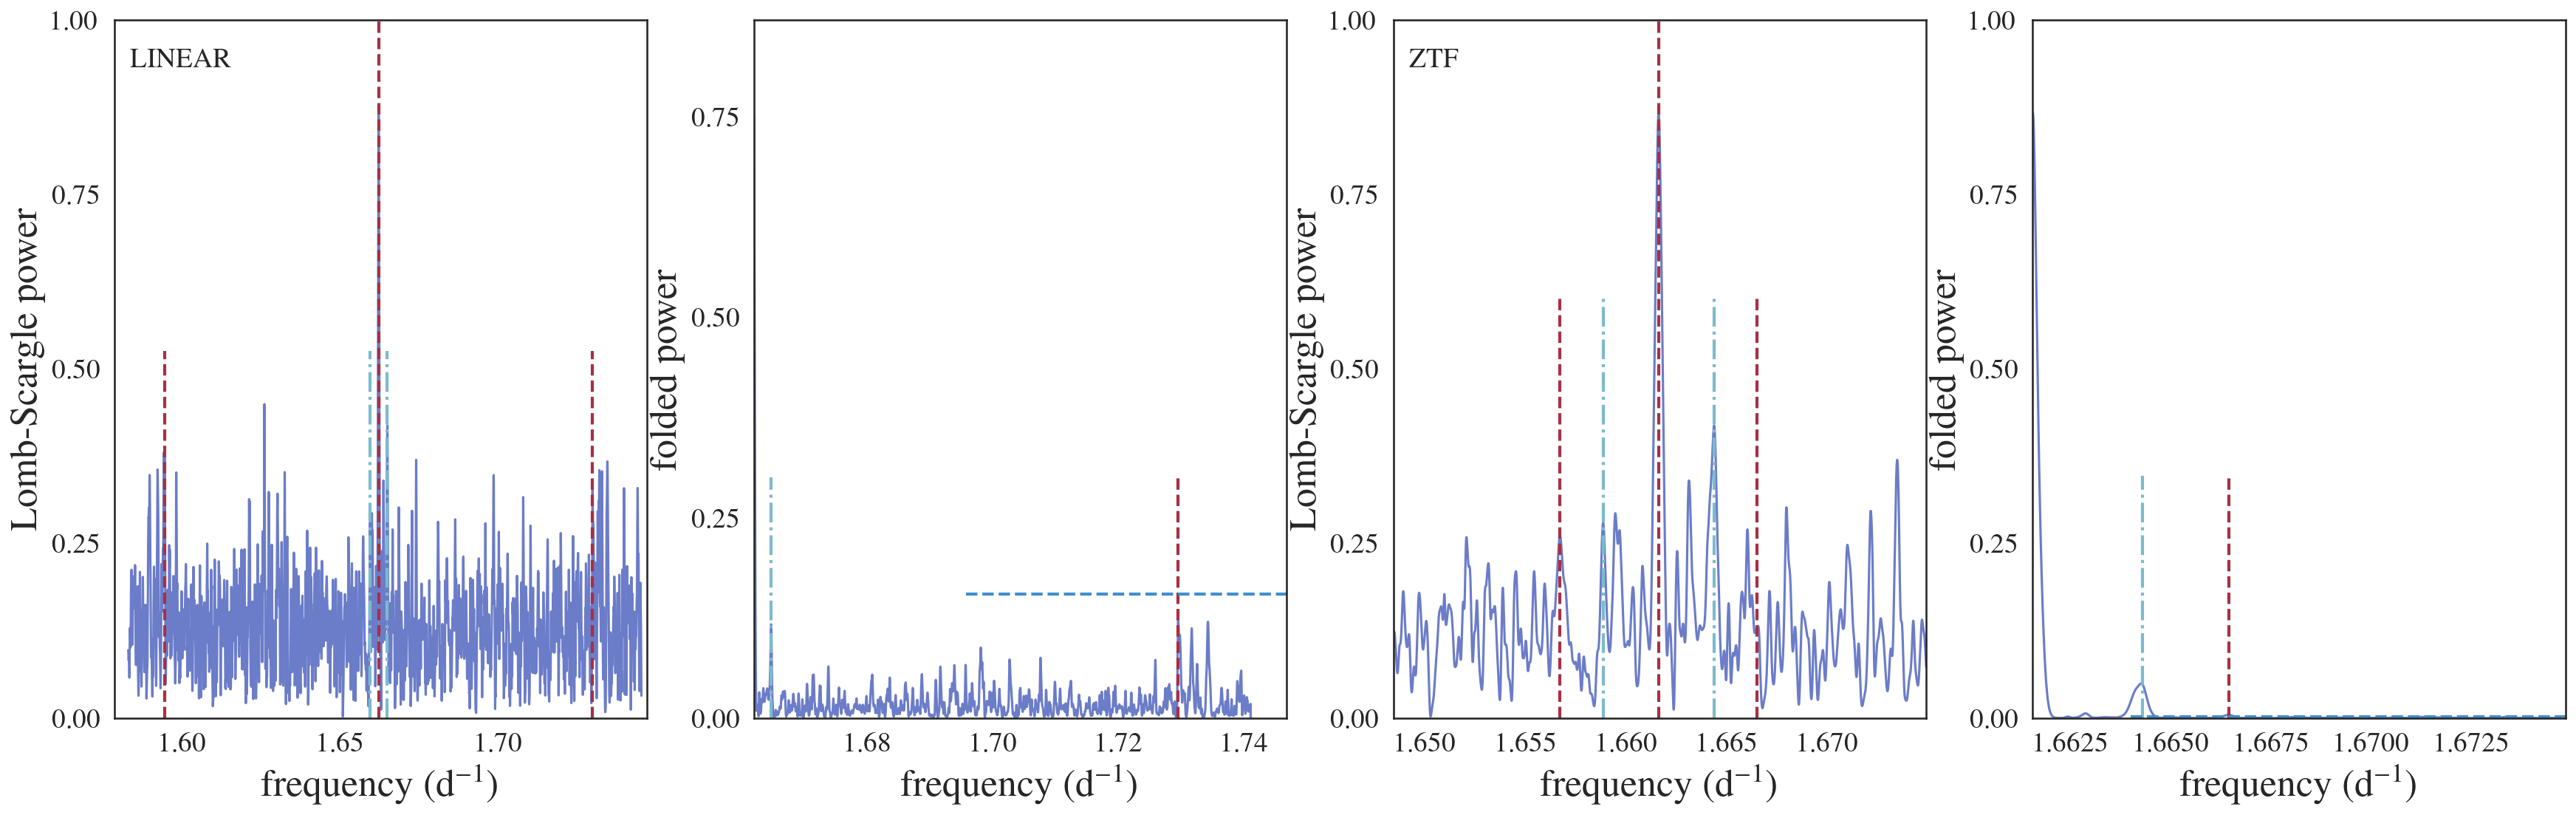 LINEAR
Lomb-Scargle power
1.00
0.75
0.50
0.25
0.00
1.60 1.65 1.70
frequency (d⁻¹)
folded power
0.75
0.50
0.25
0.00
1.68 1.70 1.72 1.74
frequency (d⁻¹)
ZTF
Lomb-Scargle power
1.00
0.75
0.50
0.25
0.00
1.650 1.655 1.660 1.665 1.670
frequency (d⁻¹)
folded power
1.00
0.75
0.50
0.25
0.00
1.6625 1.6650 1.6675 1.6700 1.6725
frequency (d⁻¹)